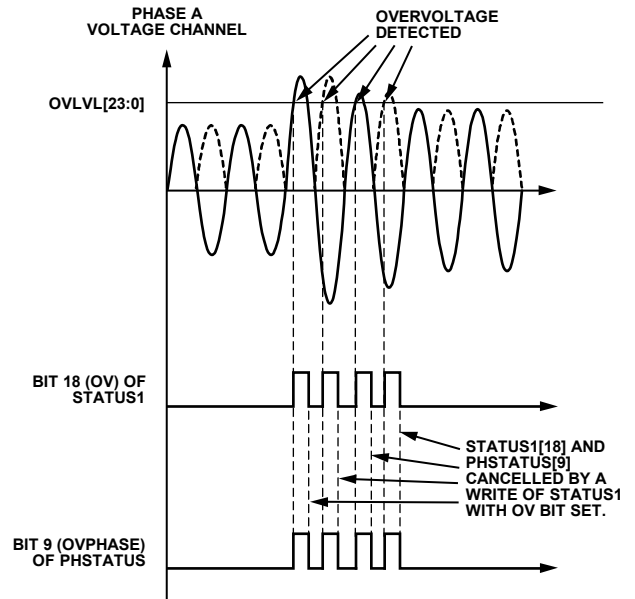 PHASE A
VOLTAGE CHANNEL
OVERVOLTAGE
DETECTED
OVLVL[23:0]
BIT 18 (OV) OF
STATUS1
STATUS1[18] AND
PHSTATUS[9]
CANCELLED BY A
WRITE OF STATUS1
WITH OV BIT SET.
BIT 9 (OVPHASE)
OF PHSTATUS